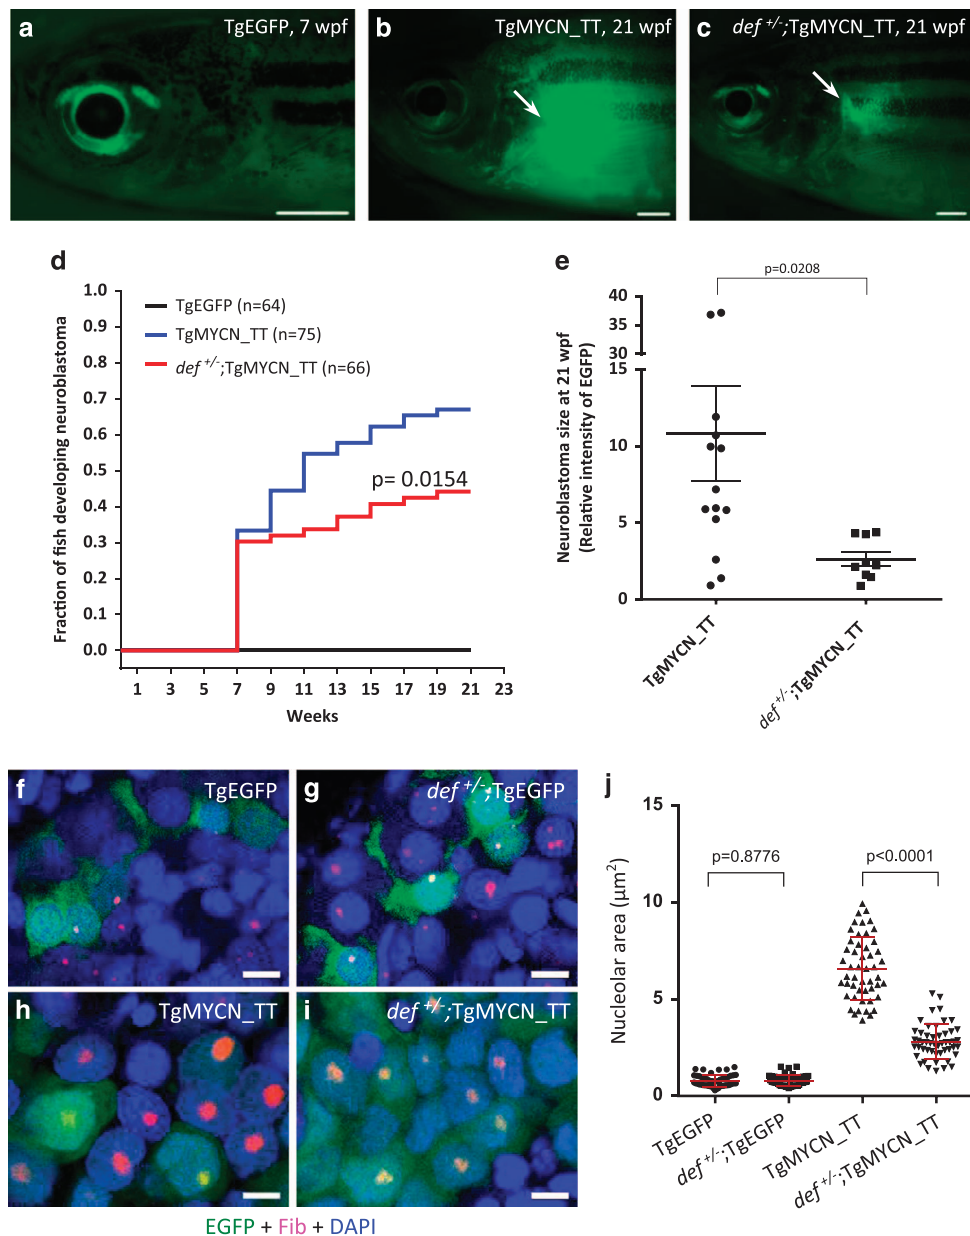 a TgEGFP, 7 wpf
b TgMYCN_TT, 21 wpf
c def +/-;TgMYCN_TT, 21 wpf
d
Fraction of fish developing neuroblastoma
1.0
0.9
0.8
0.7
0.6
0.5
0.4
0.3
0.2
0.1
0.0
TgEGFP (n=64)
TgMYCN_TT (n=75)
def +/-;TgMYCN_TT (n=66)
p= 0.0154
1 3 5 7 9 11 13 15 17 19 21 23
Weeks
e
p=0.0208
Neuroblastoma size at 21 wpf
(Relative intensity of EGFP)
40
35
30
15
10
5
0
TgMYCN_TT
def +/-;TgMYCN_TT
f TgEGFP
g def +/-;TgEGFP
h TgMYCN_TT
i def +/-;TgMYCN_TT
EGFP + Fib + DAPI
j
Nucleolar area (µm2)
15
10
5
0
p=0.8776
p<0.0001
TgEGFP
def +/-;TgEGFP
TgMYCN_TT
def +/-;TgMYCN_TT